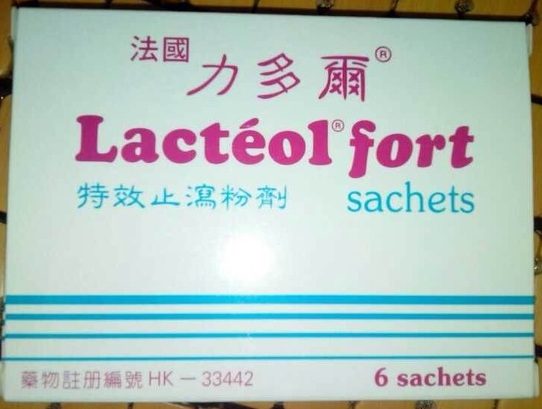 法國 力多爾®
Lactéol® fort
特效止瀉粉劑 sachets
藥物註册編號 HK－33442 6 sachets